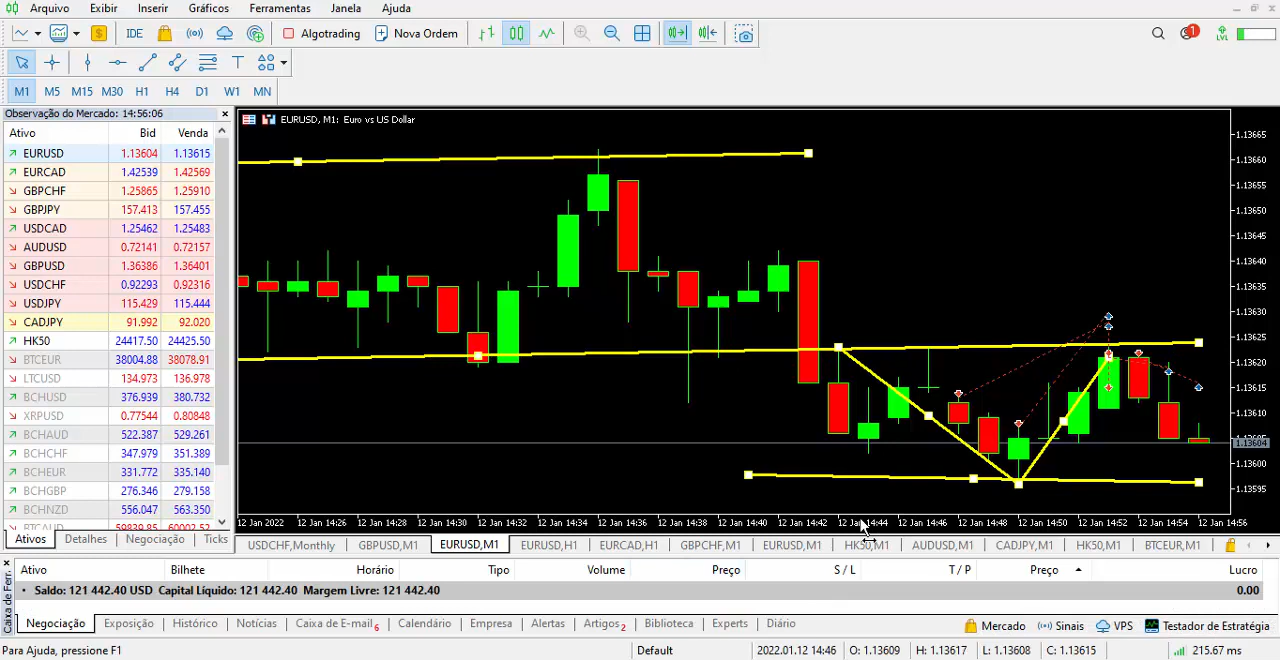 Arquivo Exibir Inserir Gráficos Ferramentas Janela Ajuda
IDE Algotrading Nova Ordem 1 LVL
T
M1 M5 M15 M30 H1 H4 D1 W1 MN
Observação do Mercado: 14:56:06
Ativo Bid Venda
EURUSD 1.13604 1.13615
EURCAD 1.42539 1.42569
GBPCHF 1.25865 1.25910
GBPJPY 157.413 157.455
USDCAD 1.25462 1.25483
AUDUSD 0.72141 0.72157
GBPUSD 1.36386 1.36401
USDCHF 0.92293 0.92316
USDJPY 115.429 115.444
CADJPY 91.992 92.020
HK50 24417.50 24425.50
BTCEUR 38004.88 38078.91
LTCUSD 134.973 136.978
BCHUSD 376.939 380.732
XRPUSD 0.77544 0.80848
BCHAUD 522.387 529.261
BCHCHF 347.979 351.389
BCHEUR 331.772 335.140
BCHGBP 276.346 279.158
BCHNZD 556.047 563.350
BTCAUD 59839.85 60002.52
Ativos Detalhes Negociação Ticks
EURUSD, M1: Euro vs US Dollar
1.13665
1.13660
1.13655
1.13650
1.13645
1.13640
1.13635
1.13630
1.13625
1.13620
1.13615
1.13610
1.13604
1.13600
1.13595
12 Jan 2022 12 Jan 14:26 12 Jan 14:28 12 Jan 14:30 12 Jan 14:32 12 Jan 14:34 12 Jan 14:36 12 Jan 14:38 12 Jan 14:40 12 Jan 14:42 12 Jan 14:44 12 Jan 14:46 12 Jan 14:48 12 Jan 14:50 12 Jan 14:52 12 Jan 14:54 12 Jan 14:56
USDCHF,Monthly GBPUSD,M1 EURUSD,M1 EURUSD,H1 EURCAD,H1 GBPCHF,M1 EURUSD,M1 HK50,M1 AUDUSD,M1 CADJPY,M1 HK50,M1 BTCEUR,M1
Caixa de Ferr.
Ativo Bilhete Horário Tipo Volume Preço S / L T / P Preço Lucro
Saldo: 121 442.40 USD Capital Líquido: 121 442.40 Margem Livre: 121 442.40 0.00
Negociação Exposição Histórico Notícias Caixa de E-mail 6 Calendário Empresa Alertas Artigos 2 Biblioteca Experts Diário
Mercado Sinais VPS Testador de Estratégia
Para Ajuda, pressione F1 Default 2022.01.12 14:46 O: 1.13609 H: 1.13617 L: 1.13608 C: 1.13615 215.67 ms